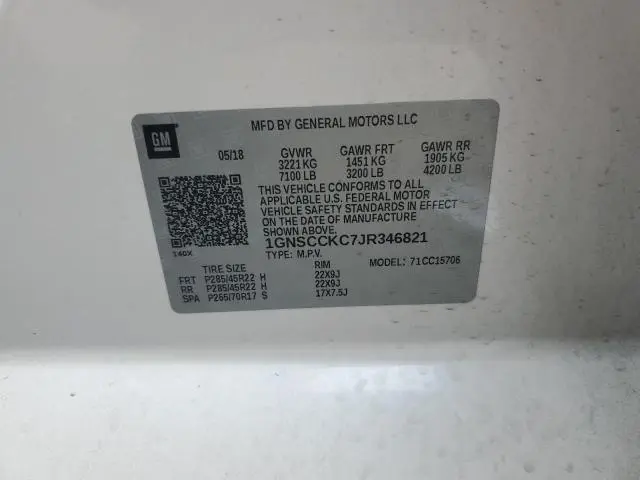 GM
MFD BY GENERAL MOTORS LLC
05/18 GVWR GAWR FRT GAWR RR
3221 KG 1451 KG 1905 KG
7100 LB 3200 LB 4200 LB
THIS VEHICLE CONFORMS TO ALL
APPLICABLE U.S. FEDERAL MOTOR
VEHICLE SAFETY STANDARDS IN EFFECT
ON THE DATE OF MANUFACTURE
SHOWN ABOVE.
1GNSCCKC7JR346821
140X
TYPE: M.P.V. MODEL: 71CC15706
TIRE SIZE RIM
FRT P285/45R22 H 22X9J
RR P285/45R22 H 22X9J
SPA P265/70R17 S 17X7.5J